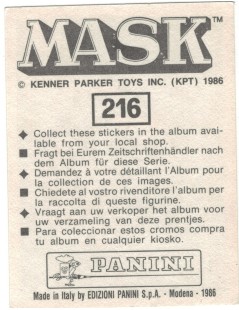 MASK™
© KENNER PARKER TOYS INC. (KPT) 1986
216
◆ Collect these stickers in the album avai-
lable from your local shop.
■ Fragt bei Eurem Zeitschriftenhändler nach
dem Album für diese Serie.
◆ Demandez à votre détaillant l'Album pour
la collection de ces images.
■ Chiedete al vostro rivenditore l'album per
la raccolta di queste figurine.
◆ Vraagt aan uw verkoper het album voor
uw verzameling van deze prentjes.
■ Para coleccionar estos cromos compra
tu album en cualquier kiosko.
PANINI
Made in Italy by EDIZIONI PANINI S.p.A. - Modena - 1986